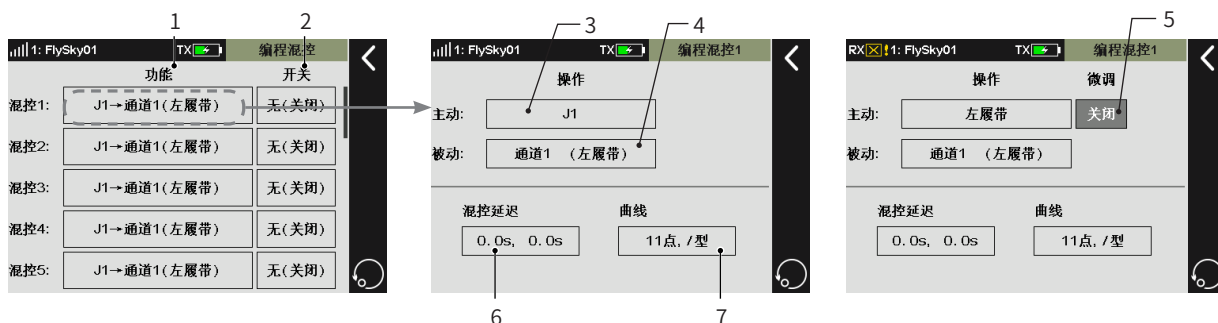 1
2
3
4
5
1: FlySky01 TX 编程混控
功能 开关
混控1: J1→通道1(左履带) 无(关闭)
混控2: J1→通道1(左履带) 无(关闭)
混控3: J1→通道1(左履带) 无(关闭)
混控4: J1→通道1(左履带) 无(关闭)
混控5: J1→通道1(左履带) 无(关闭)
1: FlySky01 TX 编程混控1
操作
主动: J1
被动: 通道1 (左履带)
混控延迟 曲线
0.0s, 0.0s 11点, /型
6
7
RX ! 1: FlySky01 TX 编程混控1
操作 微调
主动: 左履带 关闭
被动: 通道1 (左履带)
混控延迟 曲线
0.0s, 0.0s 11点, /型